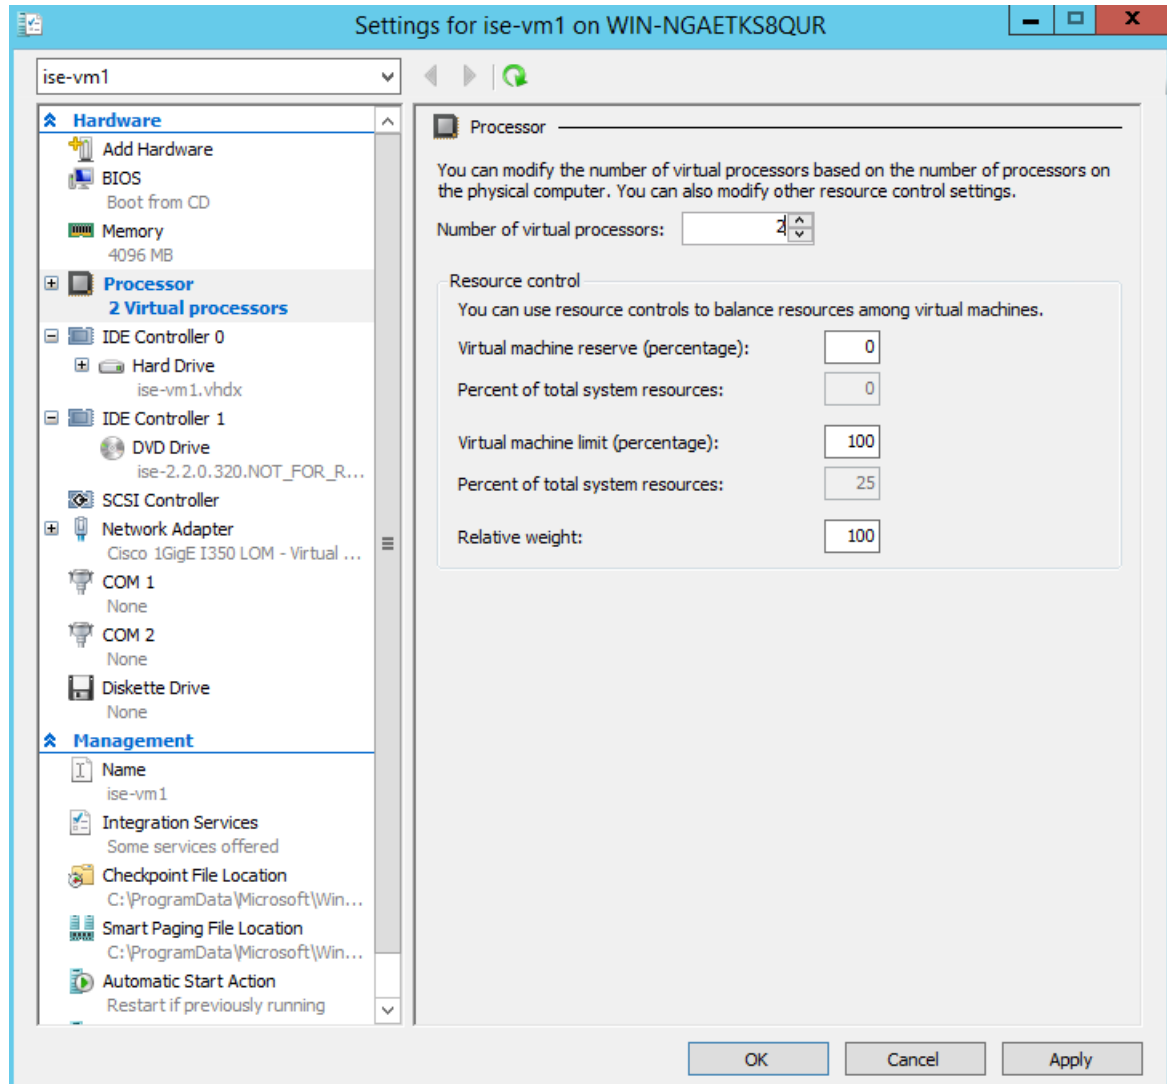 Settings for ise-vm1 on WIN-NGAETKS8QUR
ise-vm1
Hardware
Add Hardware
BIOS
Boot from CD
Memory
4096 MB
Processor
2 Virtual processors
IDE Controller 0
Hard Drive
ise-vm1.vhdx
IDE Controller 1
DVD Drive
ise-2.2.0.320.NOT_FOR_R...
SCSI Controller
Network Adapter
Cisco 1GigE I350 LOM - Virtual ...
COM 1
None
COM 2
None
Diskette Drive
None
Management
Name
ise-vm1
Integration Services
Some services offered
Checkpoint File Location
C:\ProgramData\Microsoft\Win...
Smart Paging File Location
C:\ProgramData\Microsoft\Win...
Automatic Start Action
Restart if previously running
Processor
You can modify the number of virtual processors based on the number of processors on
the physical computer. You can also modify other resource control settings.
Number of virtual processors: 2
Resource control
You can use resource controls to balance resources among virtual machines.
Virtual machine reserve (percentage): 0
Percent of total system resources: 0
Virtual machine limit (percentage): 100
Percent of total system resources: 25
Relative weight: 100
OK Cancel Apply